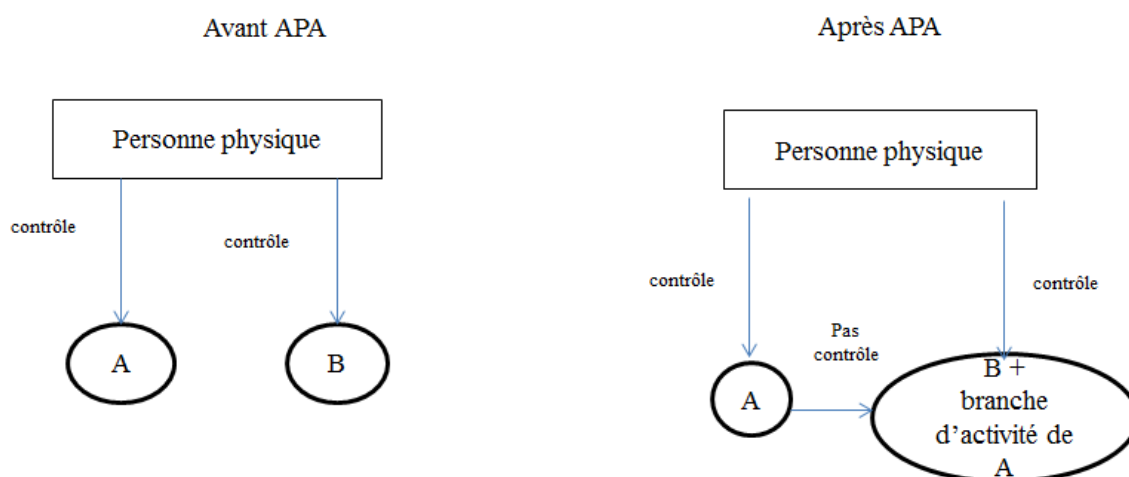 Avant APA
Personne physique
contrôle
contrôle
A
B
Après APA
Personne physique
contrôle
contrôle
Pas
contrôle
A
B +
branche
d’activité de
A